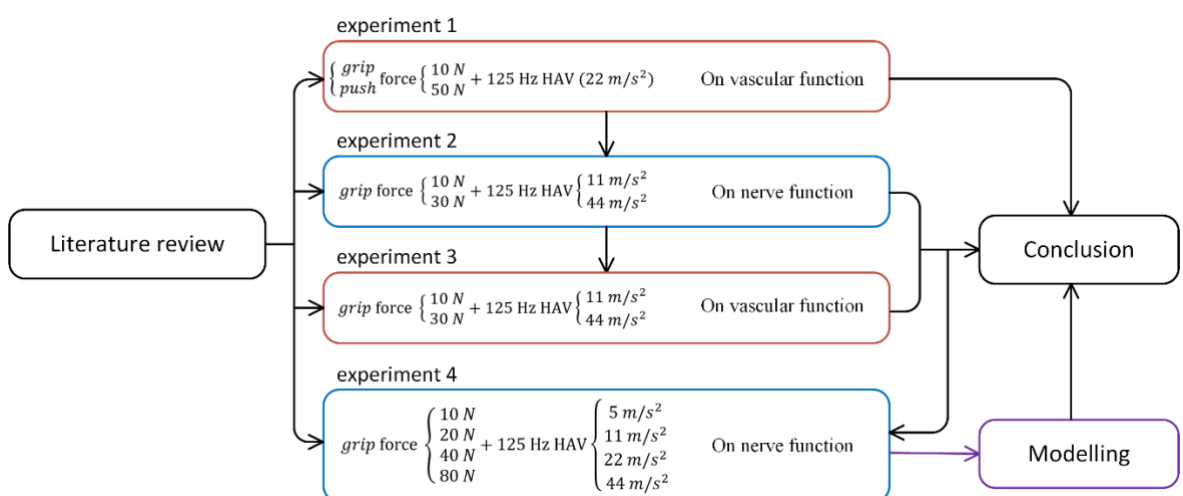 experiment 1
{grip push force {10 N 50 N + 125 Hz HAV (22 m/s²) On vascular function
experiment 2
grip force {10 N 30 N + 125 Hz HAV {11 m/s² 44 m/s² On nerve function
Literature review
Conclusion
experiment 3
grip force {10 N 30 N + 125 Hz HAV {11 m/s² 44 m/s² On vascular function
experiment 4
grip force {10 N 20 N 40 N 80 N + 125 Hz HAV {5 m/s² 11 m/s² 22 m/s² 44 m/s² On nerve function
Modelling